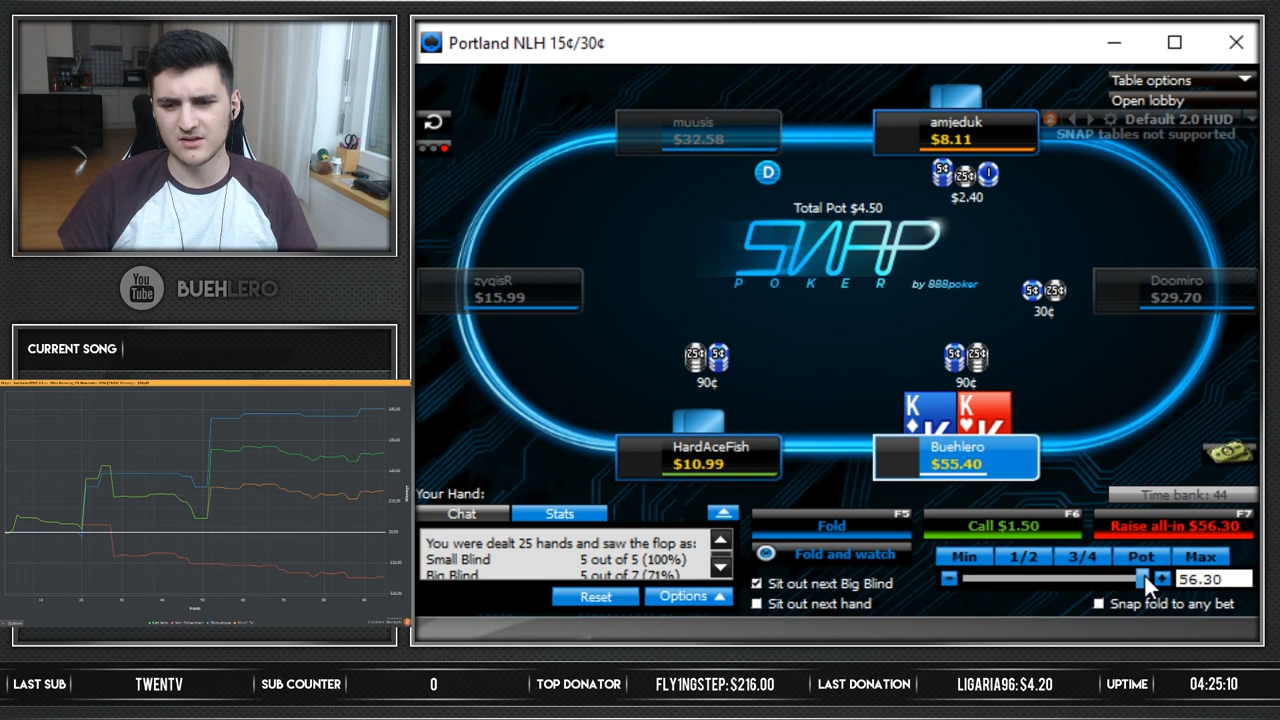 Portland NLH 15¢/30¢
Table options
Open lobby
Default 2.0 HUD
SNAP tables not supported
muusis
$32.58
amjeduk
$8.11
D
$2.40
Total Pot $4.50
SNAP
POKER by 888poker
zyqisR
$15.99
Doomiro
$29.70
30¢
90¢
90¢
K K
HardAceFish
$10.99
Buehlero
$55.40
Time bank: 44
Your Hand:
Chat
Stats
You were dealt 25 hands and saw the flop as:
Small Blind 5 out of 5 (100%)
Big Blind 5 out of 7 (71%)
Reset
Options
Fold F5
Call $1.50 F6
Raise all-in $56.30 F7
Fold and watch
Min 1/2 3/4 Pot Max
56.30
Sit out next Big Blind
Sit out next hand
Snap fold to any bet
You Tube
BUEHLERO
CURRENT SONG
LAST SUB TWENTV SUB COUNTER 0 TOP DONATOR FLY1NGSTEP: $216.00 LAST DONATION LIGARIA96: $4.20 UPTIME 04:25:10